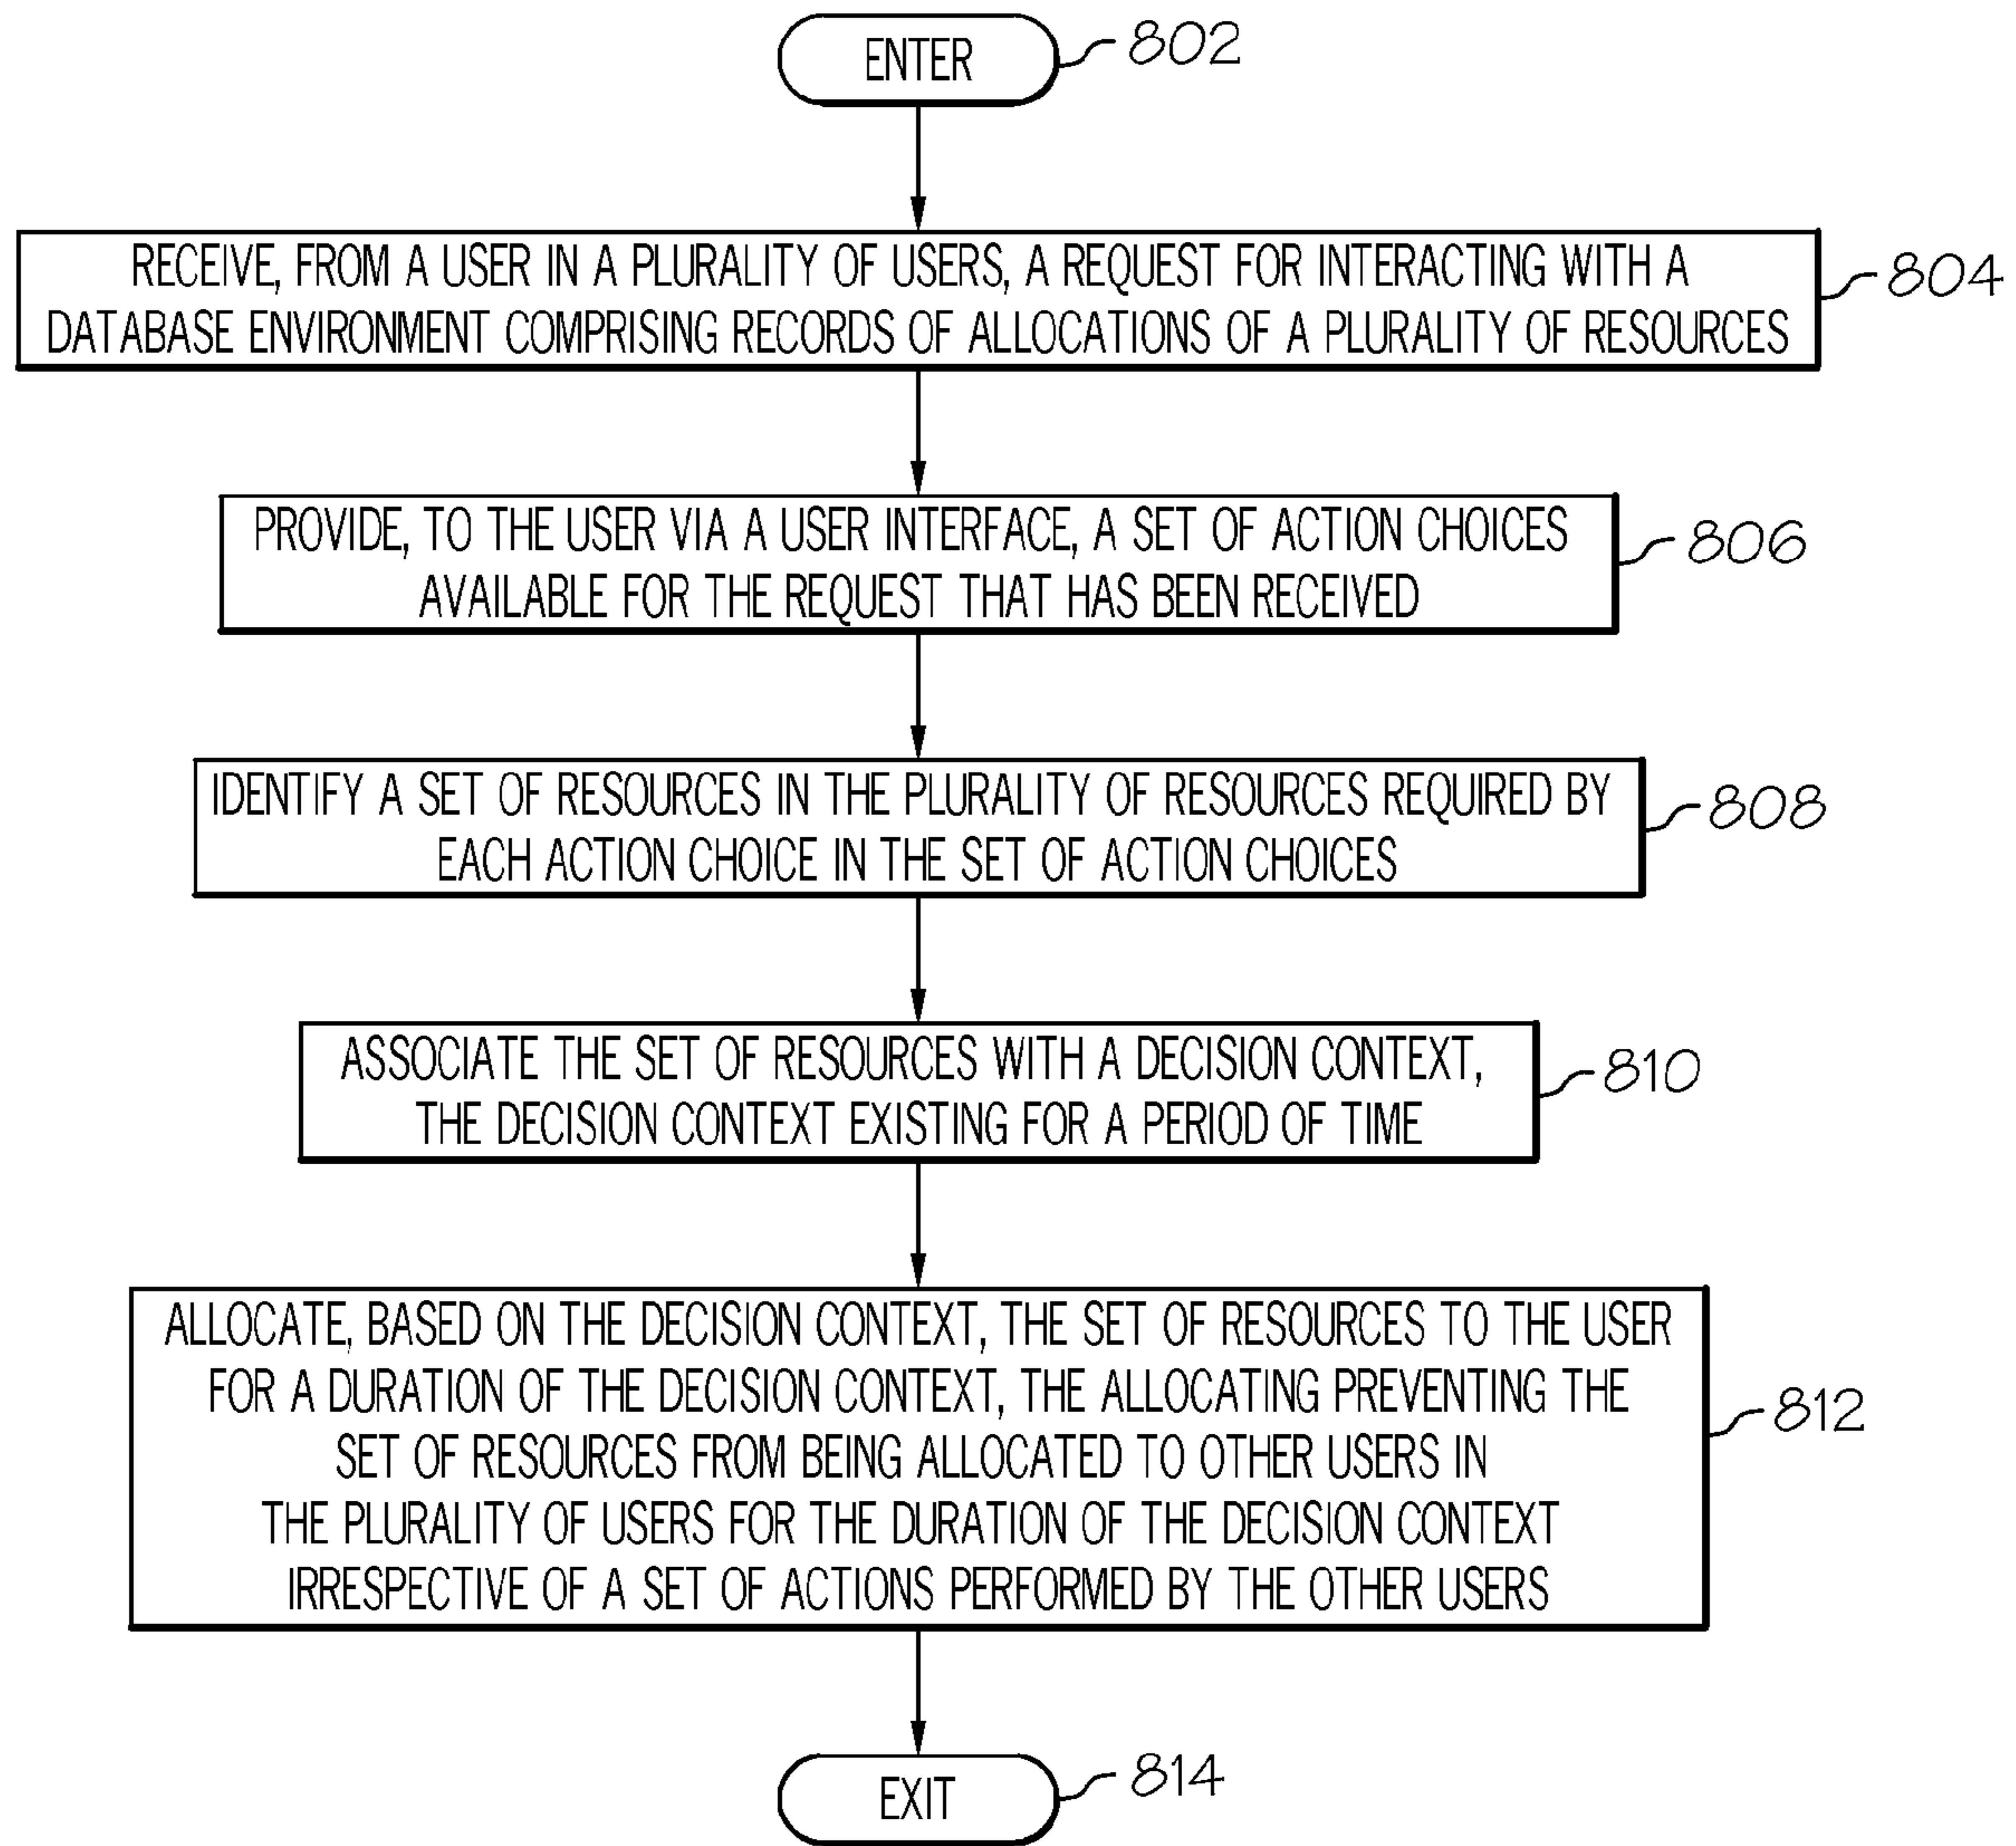 ENTER
802
RECEIVE, FROM A USER IN A PLURALITY OF USERS, A REQUEST FOR INTERACTING WITH A
DATABASE ENVIRONMENT COMPRISING RECORDS OF ALLOCATIONS OF A PLURALITY OF RESOURCES
804
PROVIDE, TO THE USER VIA A USER INTERFACE, A SET OF ACTION CHOICES
AVAILABLE FOR THE REQUEST THAT HAS BEEN RECEIVED
806
IDENTIFY A SET OF RESOURCES IN THE PLURALITY OF RESOURCES REQUIRED BY
EACH ACTION CHOICE IN THE SET OF ACTION CHOICES
808
ASSOCIATE THE SET OF RESOURCES WITH A DECISION CONTEXT,
THE DECISION CONTEXT EXISTING FOR A PERIOD OF TIME
810
ALLOCATE, BASED ON THE DECISION CONTEXT, THE SET OF RESOURCES TO THE USER
FOR A DURATION OF THE DECISION CONTEXT, THE ALLOCATING PREVENTING THE
SET OF RESOURCES FROM BEING ALLOCATED TO OTHER USERS IN
THE PLURALITY OF USERS FOR THE DURATION OF THE DECISION CONTEXT
IRRESPECTIVE OF A SET OF ACTIONS PERFORMED BY THE OTHER USERS
812
EXIT
814